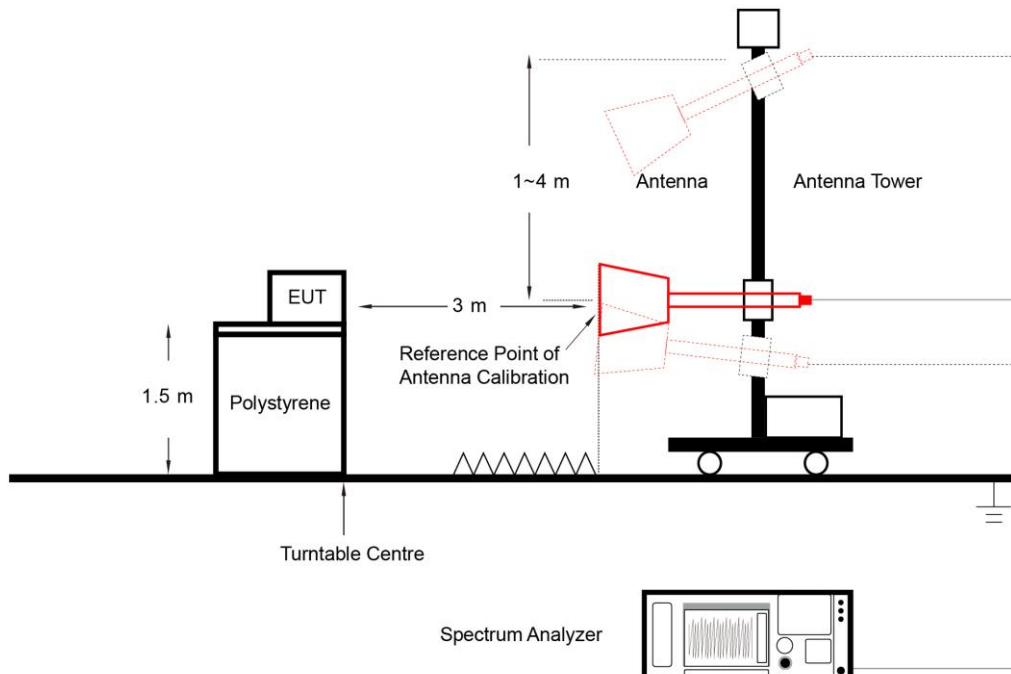 1~4 m
Antenna
Antenna Tower
EUT
3 m
Reference Point of
Antenna Calibration
1.5 m
Polystyrene
Turntable Centre
Spectrum Analyzer